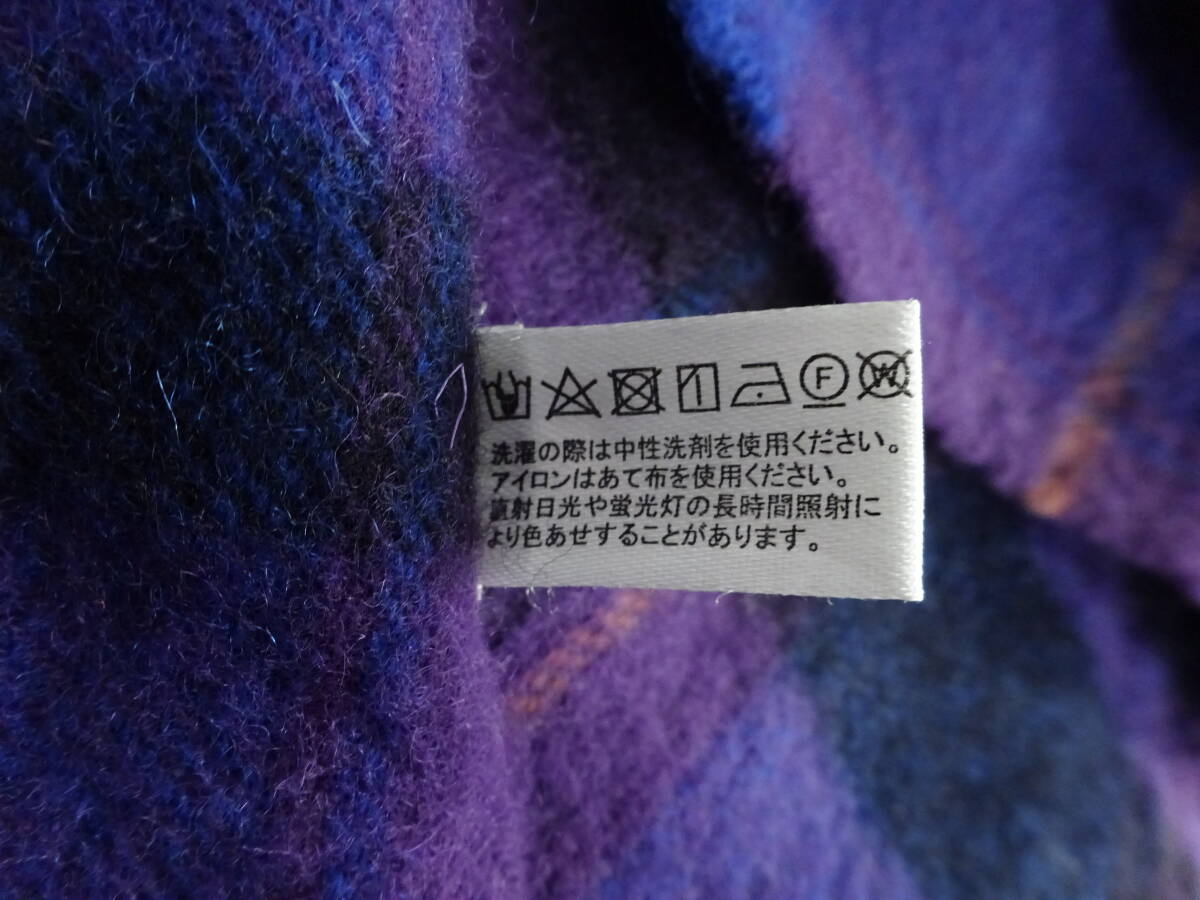 F W
洗濯の際は中性洗剤を使用ください。
アイロンはあて布を使用ください。
直射日光や蛍光灯の長時間照射に
より色あせすることがあります。